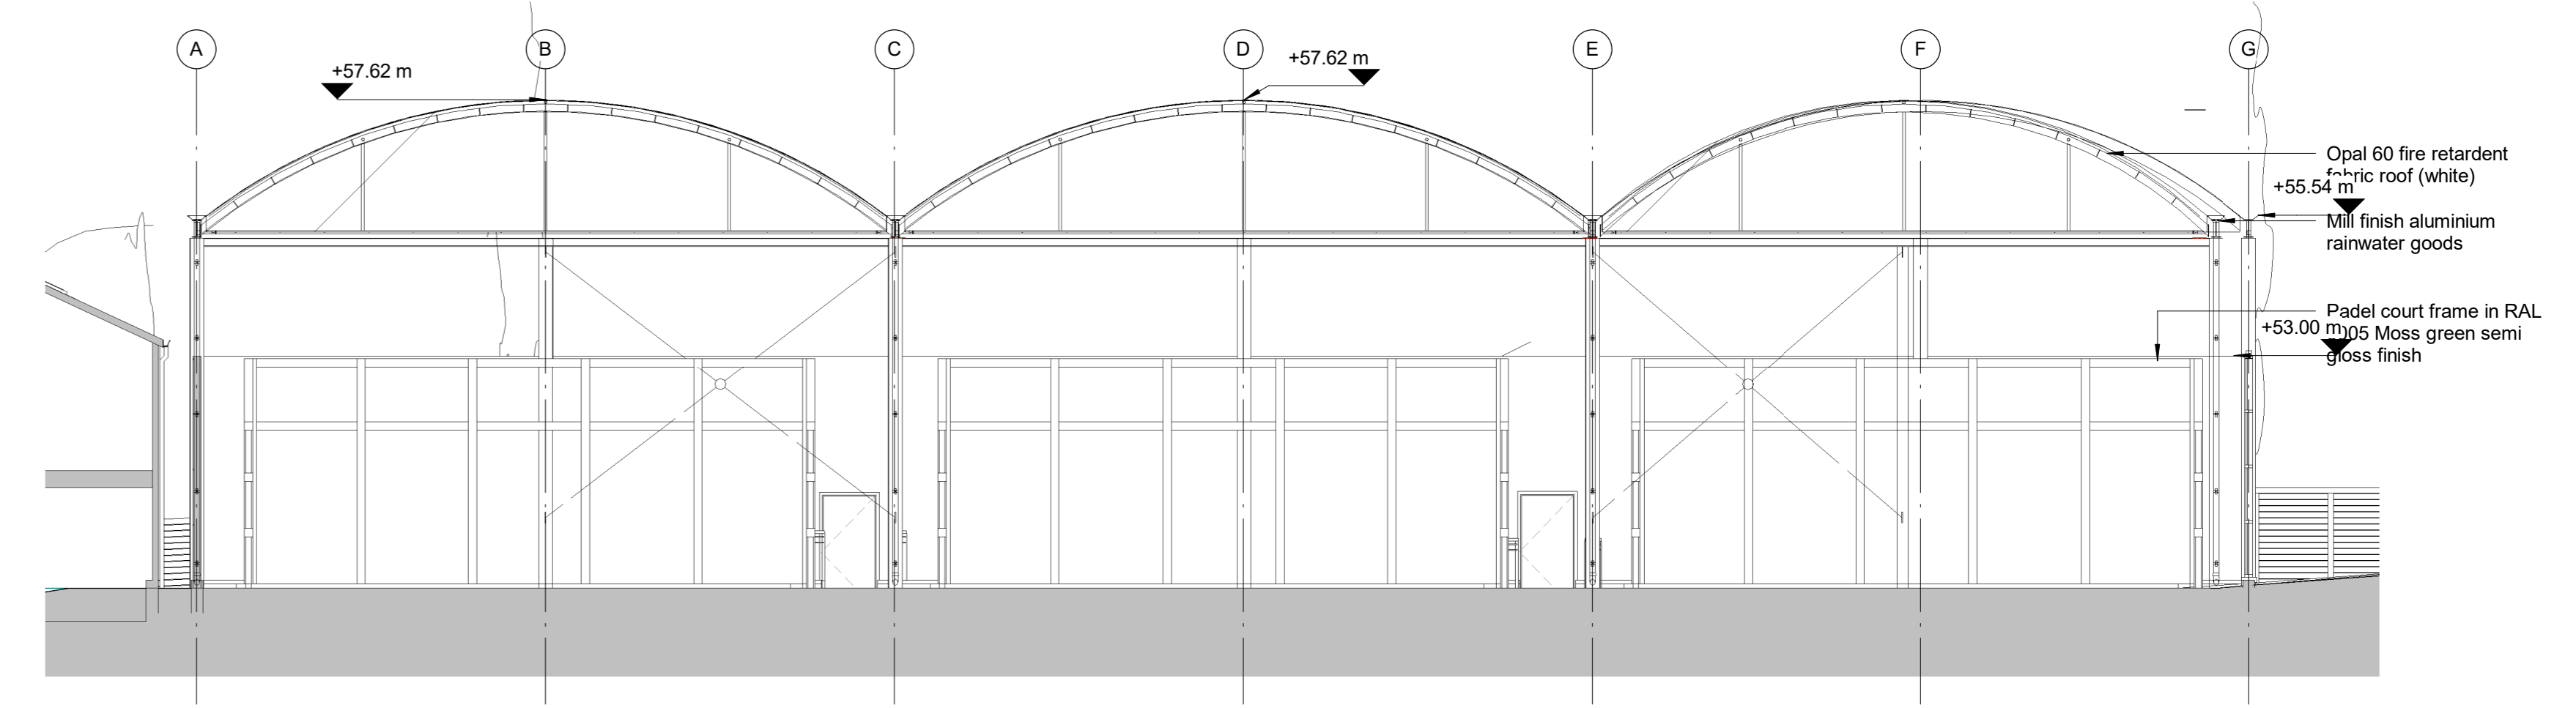 A
B
C
D
E
F
G
+57.62 m
+57.62 m
Opal 60 fire retardent
fabric roof (white)
+55.54 m
Mill finish aluminium
rainwater goods
Padel court frame in RAL
+53.00 m
Moss green semi
gloss finish